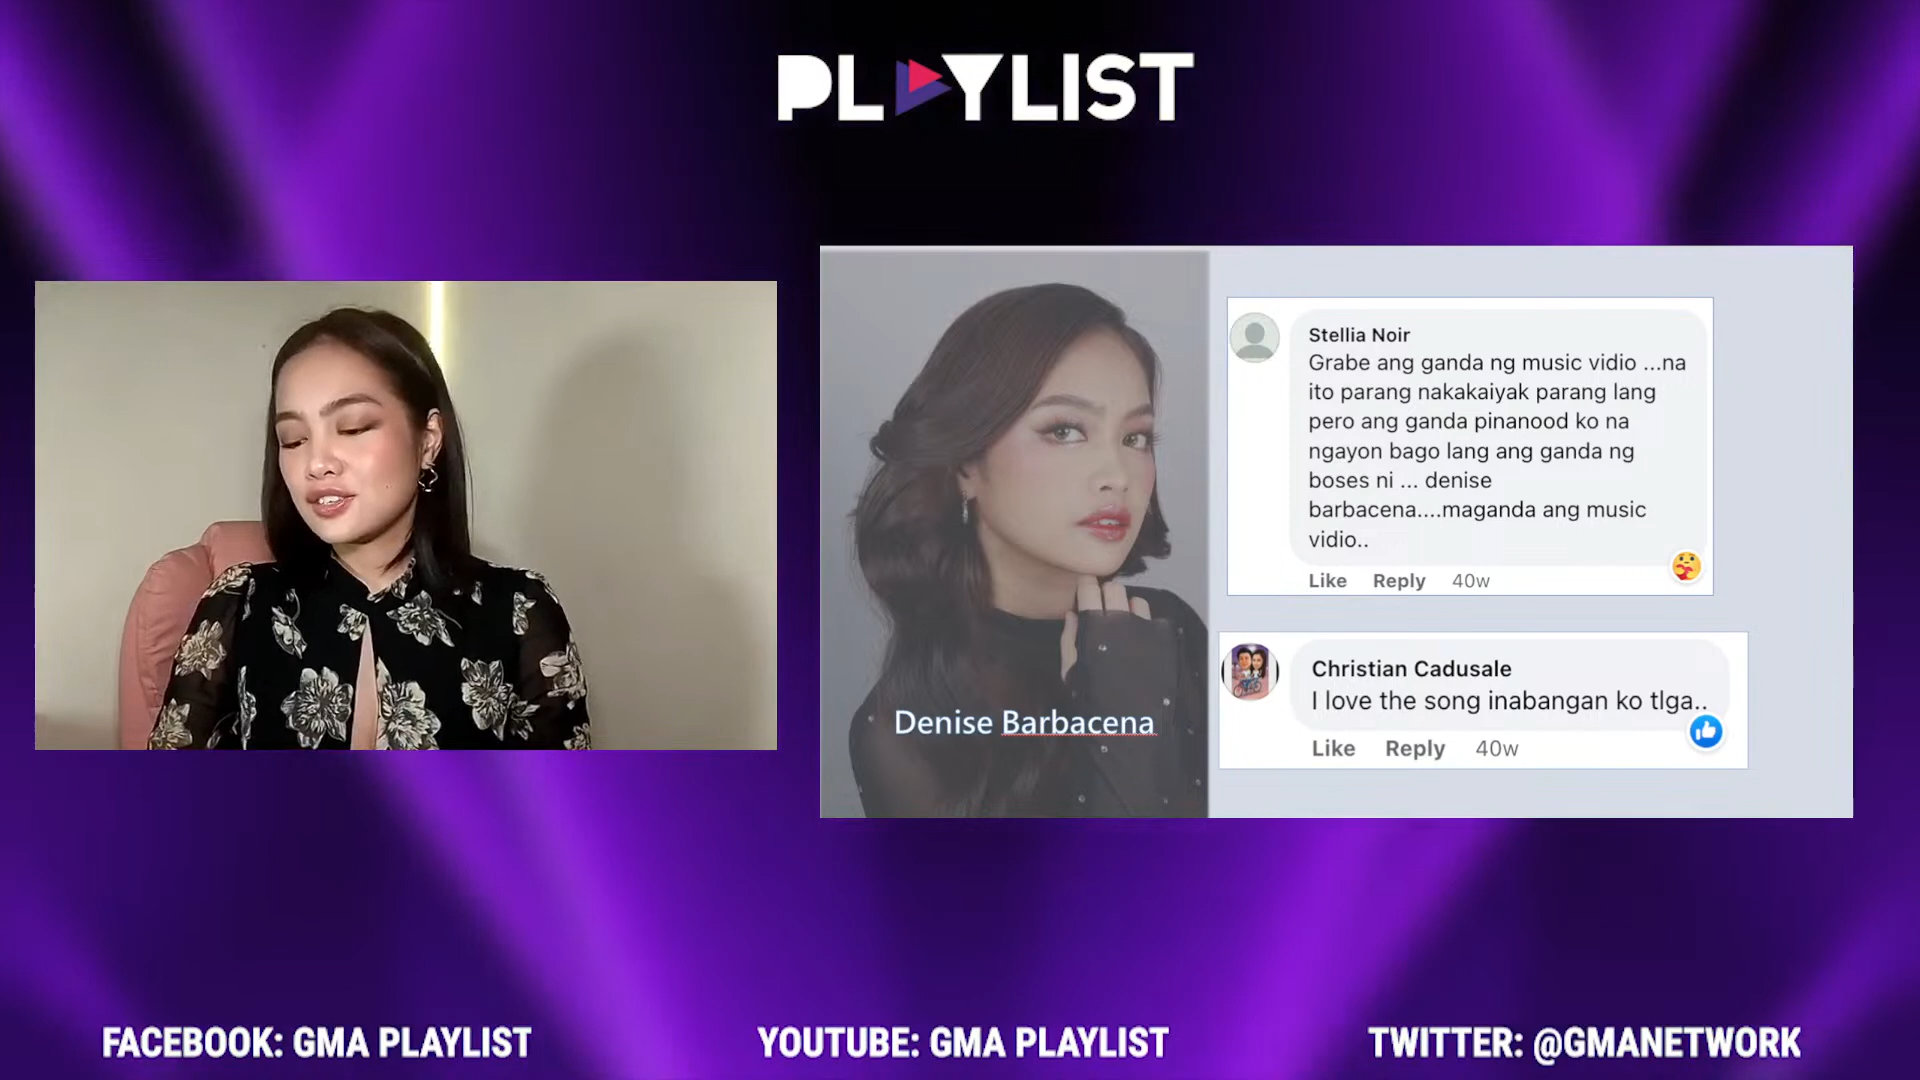 PLAYLIST
Denise Barbacena
Stellia Noir
Grabe ang ganda ng music vidio ...na
ito parang nakakaiyak parang lang
pero ang ganda pinanood ko na
ngayon bago lang ang ganda ng
boses ni ... denise
barbacena....maganda ang music
vidio..
Like Reply 40w
Christian Cadusale
I love the song inabangan ko tlga..
Like Reply 40w
FACEBOOK: GMA PLAYLIST
YOUTUBE: GMA PLAYLIST
TWITTER: @GMANETWORK